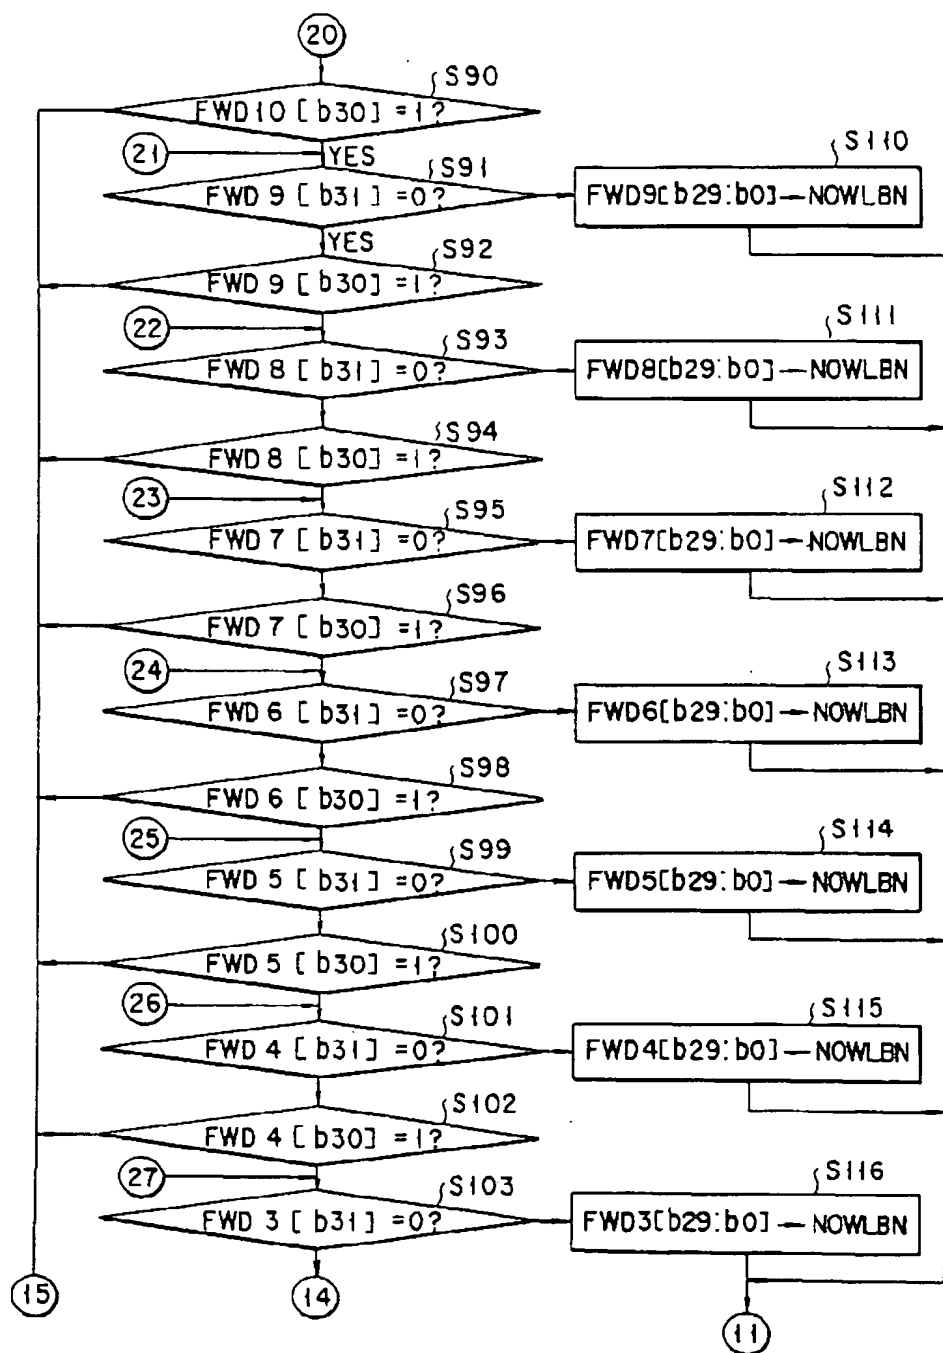 20
S90
FWD10 [b30] =1?
21
YES
S91
S110
FWD 9 [b31] =0?
FWD9[b29:b0] — NOWLBN
YES
S92
FWD 9 [b30] =1?
22
S93
S111
FWD 8 [b31] =0?
FWD8[b29:b0] — NOWLBN
S94
FWD 8 [b30] =1?
23
S95
S112
FWD 7 [b31] =0?
FWD7[b29:b0] — NOWLBN
S96
FWD 7 [b30] =1?
24
S97
S113
FWD 6 [b31] =0?
FWD6[b29:b0] — NOWLBN
S98
FWD 6 [b30] =1?
25
S99
S114
FWD 5 [b31] =0?
FWD5[b29:b0] — NOWLBN
S100
FWD 5 [b30] =1?
26
S101
S115
FWD 4 [b31] =0?
FWD4[b29:b0] — NOWLBN
S102
FWD 4 [b30] =1?
27
S103
S116
FWD 3 [b31] =0?
FWD3[b29:b0] — NOWLBN
15
14
11